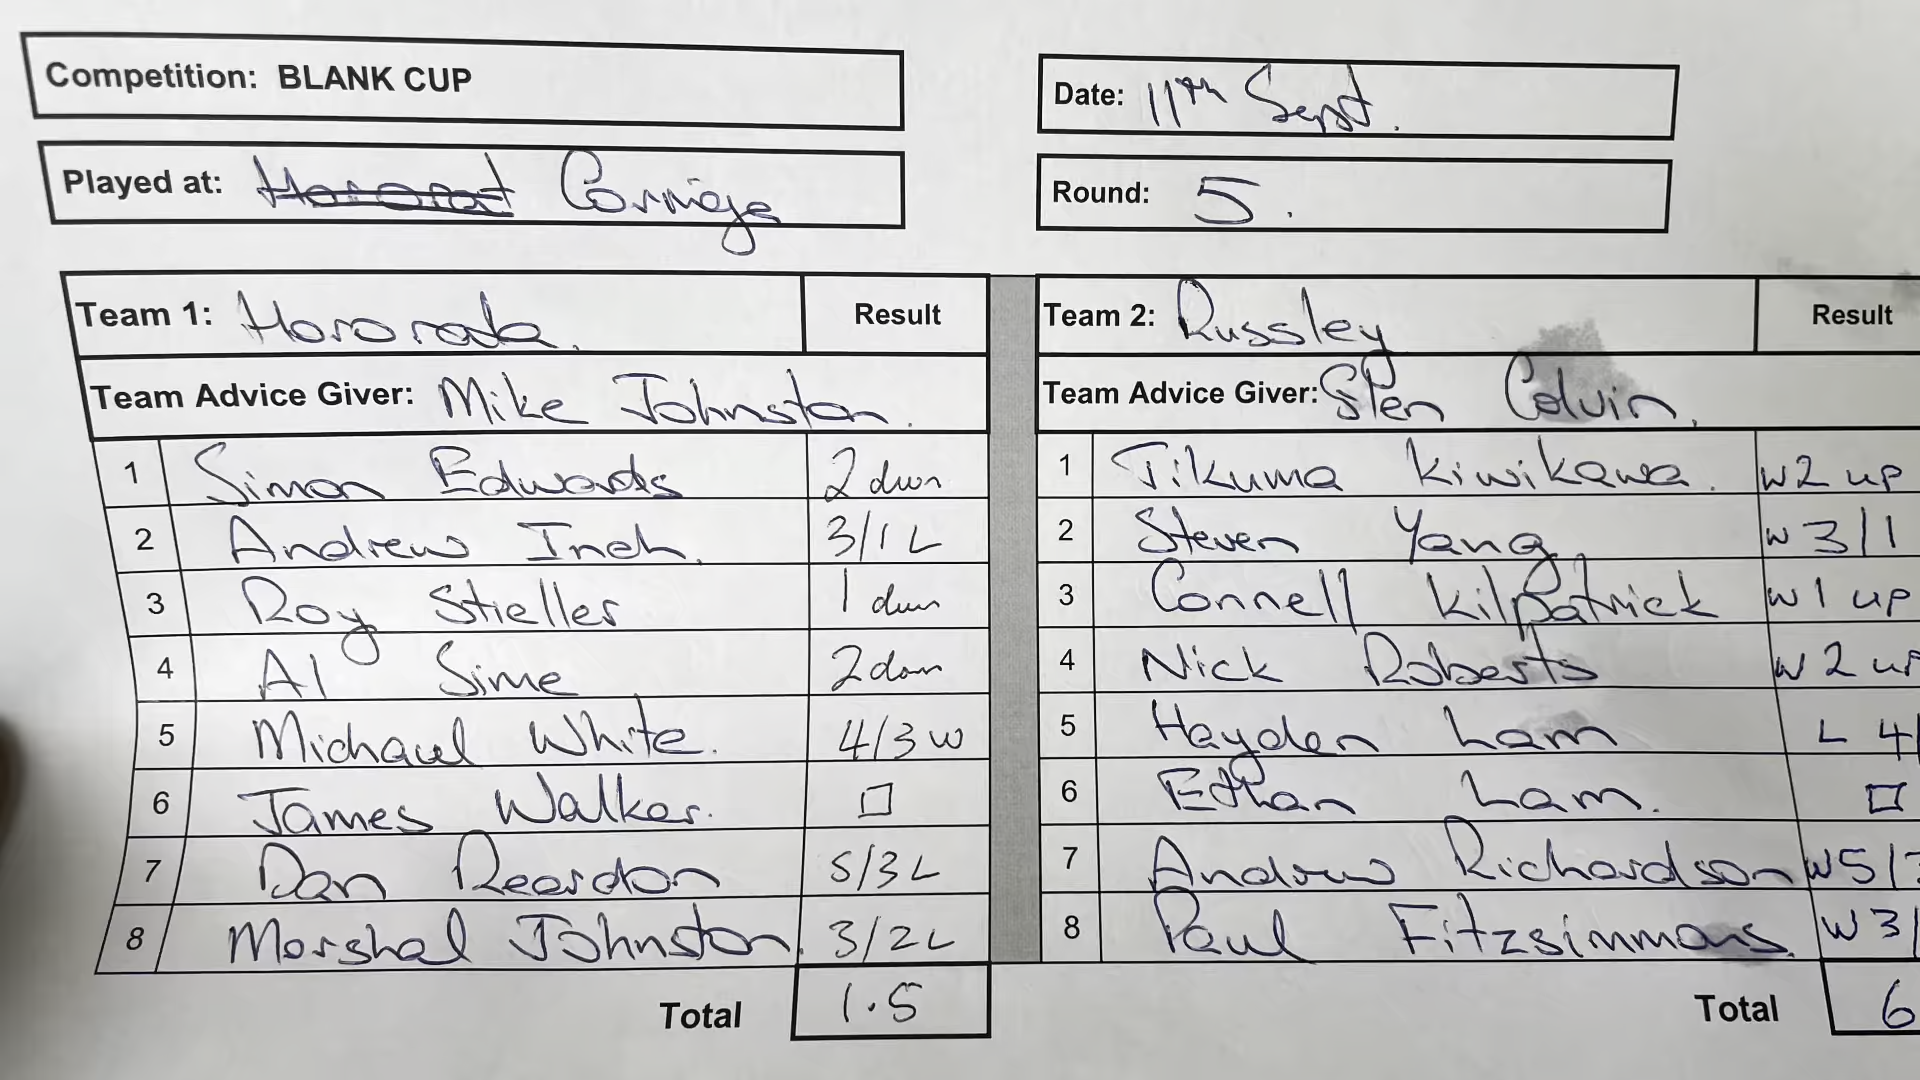 Competition: BLANK CUP
Date: 11th Sept.
Played at: Hororat Carriage
Round: 5.
Team 1: Hororata. Result
Team 2: Russley Result
Team Advice Giver: Mike Johnston.
Team Advice Giver: Colvin.
1 Simon Edwards 2 dwn
1 Tikuma Kiwikawa. W2 up
2 Andrew Inch. 3/1 L
2 Steven Yang W 3/1
3 Roy Stieller 1 dwn
3 Connell Kilpatrick W1 up
4 Al Sime 2 dwn
4 Nick Roberts W 2 up
5 Michael White. 4/3 W
5 Hayden Lam L 4/
6 James Walker. □
6 Ethan Lam. □
7 Dan Reardon 5/3 L
7 Andrew Richardson W5/
8 Marshal Johnston. 3/2 L
8 Paul Fitzsimmons. W 3/
Total 1.5
Total 6